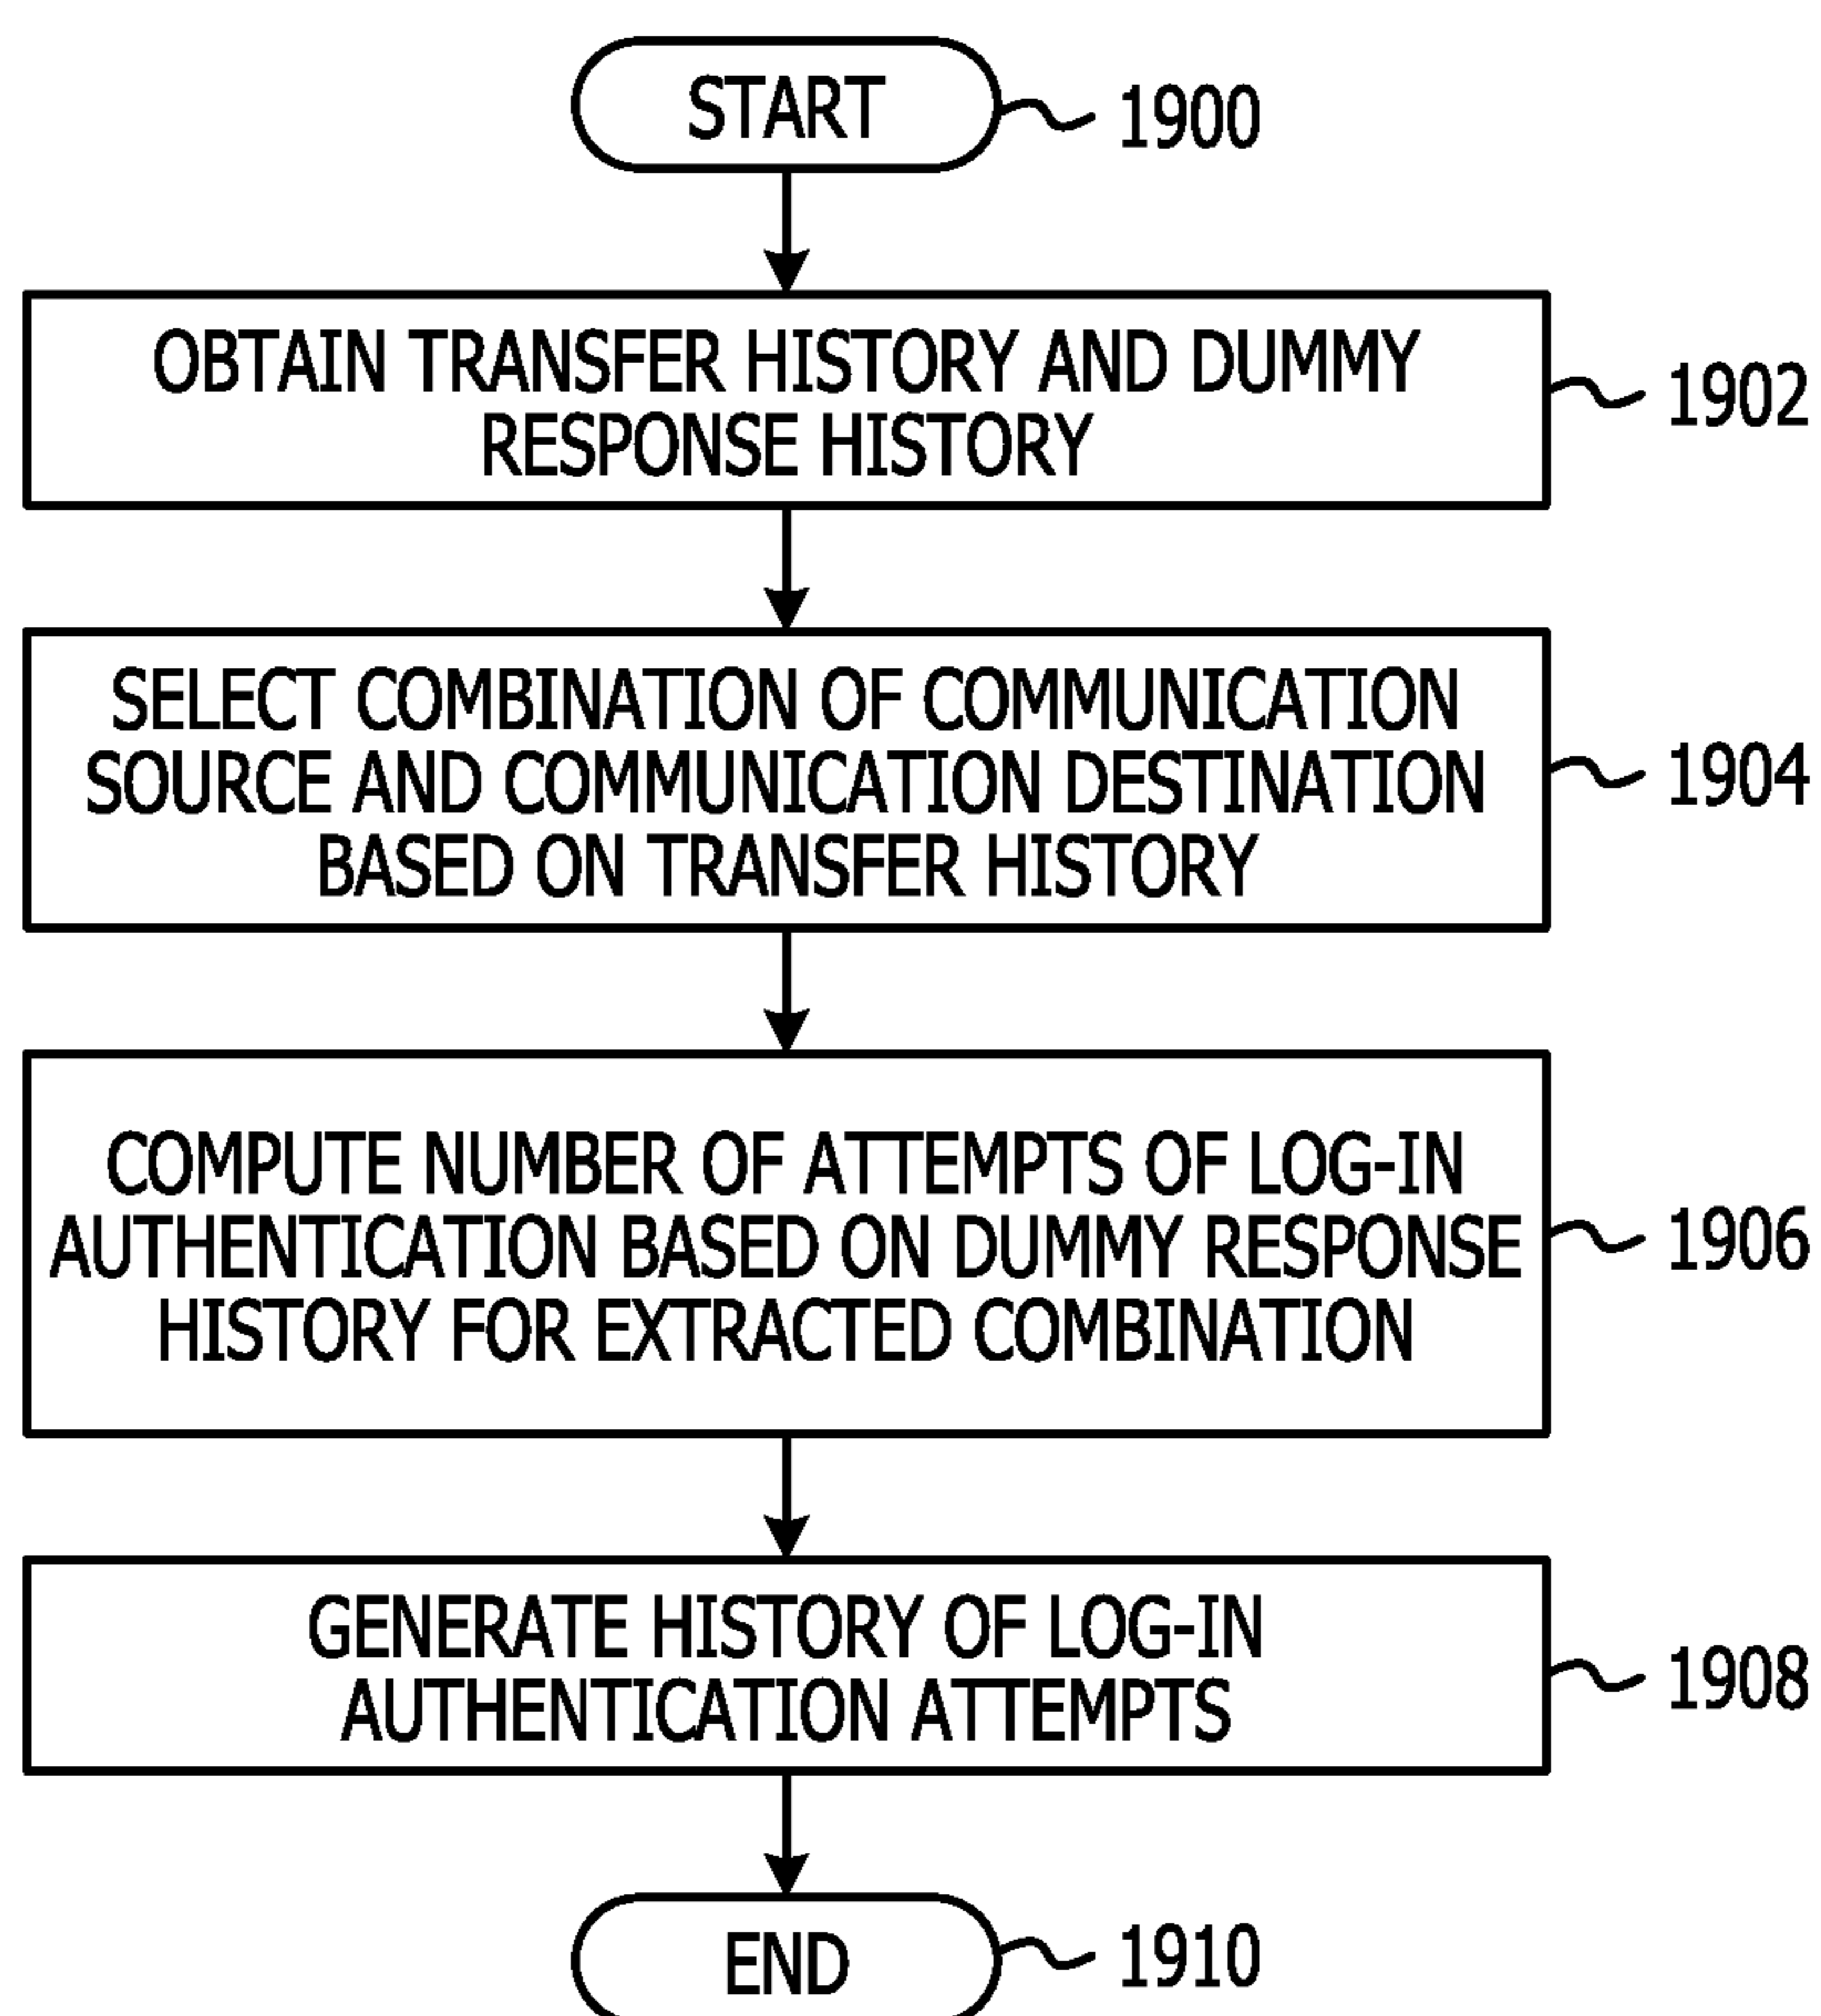 START
1900
OBTAIN TRANSFER HISTORY AND DUMMY
RESPONSE HISTORY
1902
SELECT COMBINATION OF COMMUNICATION
SOURCE AND COMMUNICATION DESTINATION
BASED ON TRANSFER HISTORY
1904
COMPUTE NUMBER OF ATTEMPTS OF LOG-IN
AUTHENTICATION BASED ON DUMMY RESPONSE
HISTORY FOR EXTRACTED COMBINATION
1906
GENERATE HISTORY OF LOG-IN
AUTHENTICATION ATTEMPTS
1908
END
1910